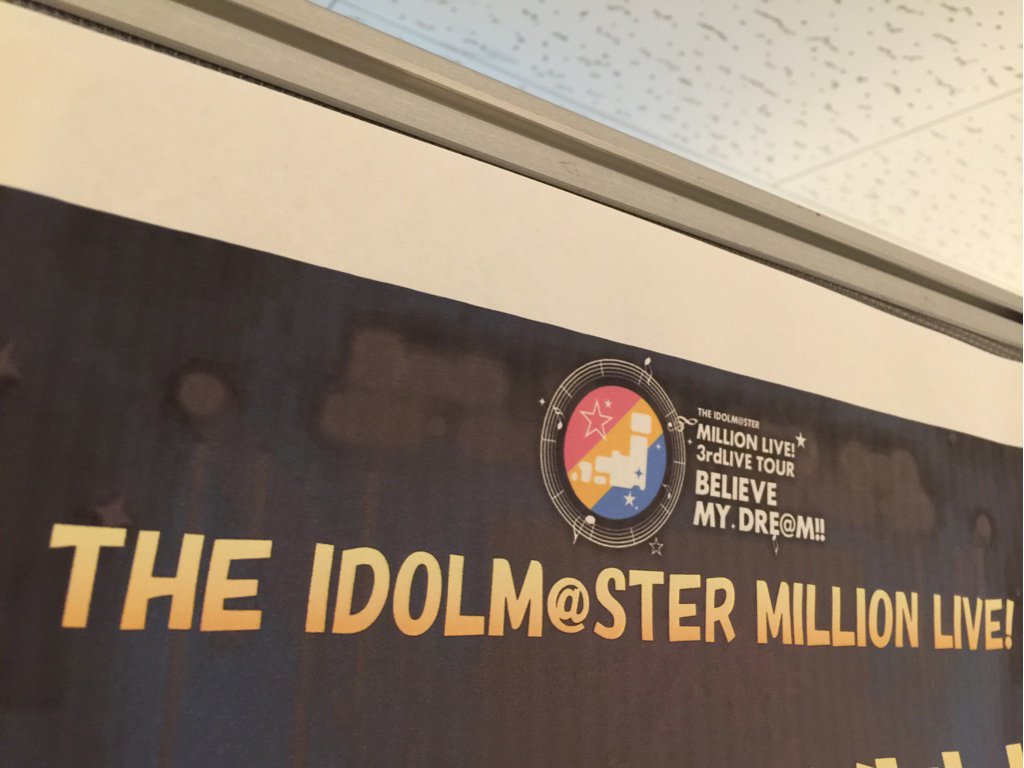 THE IDOLM@STER
MILLION LIVE!
3rdLIVE TOUR
BELIEVE
MY DRE@M!!
THE IDOLM@STER MILLION LIVE!